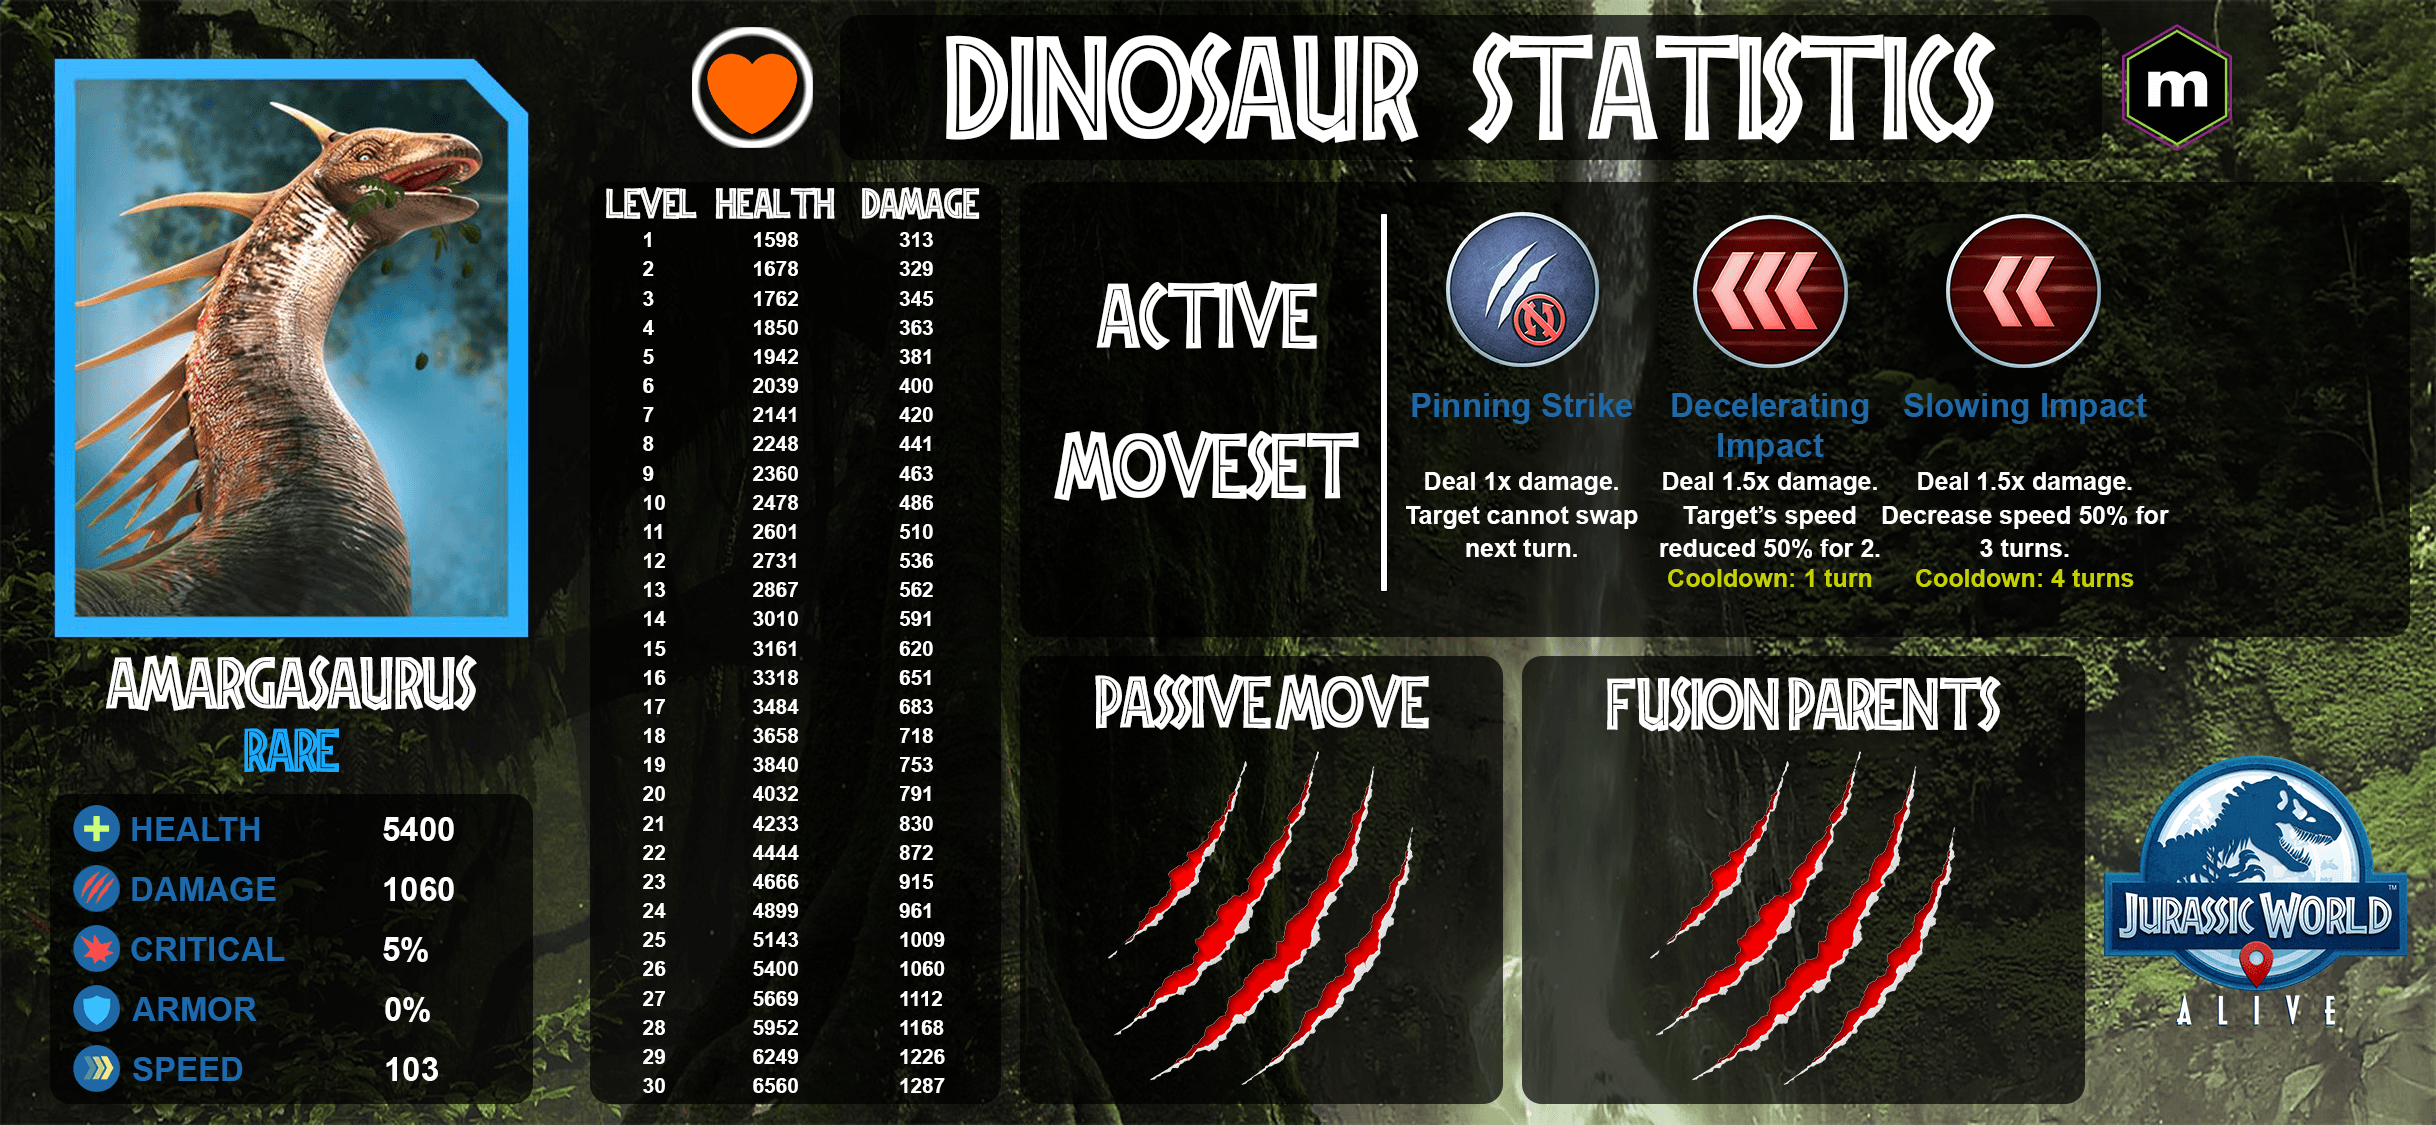 DINOSAUR STATISTICS
m
AMARGASAURUS
RARE
HEALTH 5400
DAMAGE 1060
CRITICAL 5%
ARMOR 0%
SPEED 103
LEVEL HEALTH DAMAGE
1 1598 313
2 1678 329
3 1762 345
4 1850 363
5 1942 381
6 2039 400
7 2141 420
8 2248 441
9 2360 463
10 2478 486
11 2601 510
12 2731 536
13 2867 562
14 3010 591
15 3161 620
16 3318 651
17 3484 683
18 3658 718
19 3840 753
20 4032 791
21 4233 830
22 4444 872
23 4666 915
24 4899 961
25 5143 1009
26 5400 1060
27 5669 1112
28 5952 1168
29 6249 1226
30 6560 1287
ACTIVE
MOVESET
Pinning Strike
Deal 1x damage.
Target cannot swap
next turn.
Decelerating
Impact
Deal 1.5x damage.
Target’s speed
reduced 50% for 2.
Cooldown: 1 turn
Slowing Impact
Deal 1.5x damage.
Decrease speed 50% for
3 turns.
Cooldown: 4 turns
PASSIVE MOVE
FUSION PARENTS
JURASSIC WORLD™
ALIVE